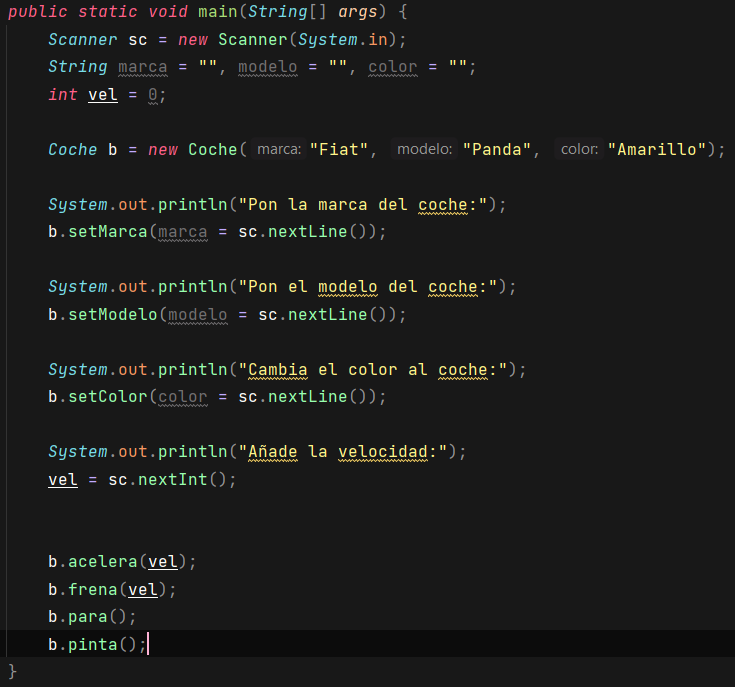 public static void main(String[] args) {
Scanner sc = new Scanner(System.in);
String marca = "", modelo = "", color = "";
int vel = 0;
Coche b = new Coche( marca: "Fiat", modelo: "Panda", color: "Amarillo");
System.out.println("Pon la marca del coche:");
b.setMarca(marca = sc.nextLine());
System.out.println("Pon el modelo del coche:");
b.setModelo(modelo = sc.nextLine());
System.out.println("Cambia el color al coche:");
b.setColor(color = sc.nextLine());
System.out.println("Añade la velocidad:");
vel = sc.nextInt();
b.acelera(vel);
b.frena(vel);
b.para();
b.pinta();
}